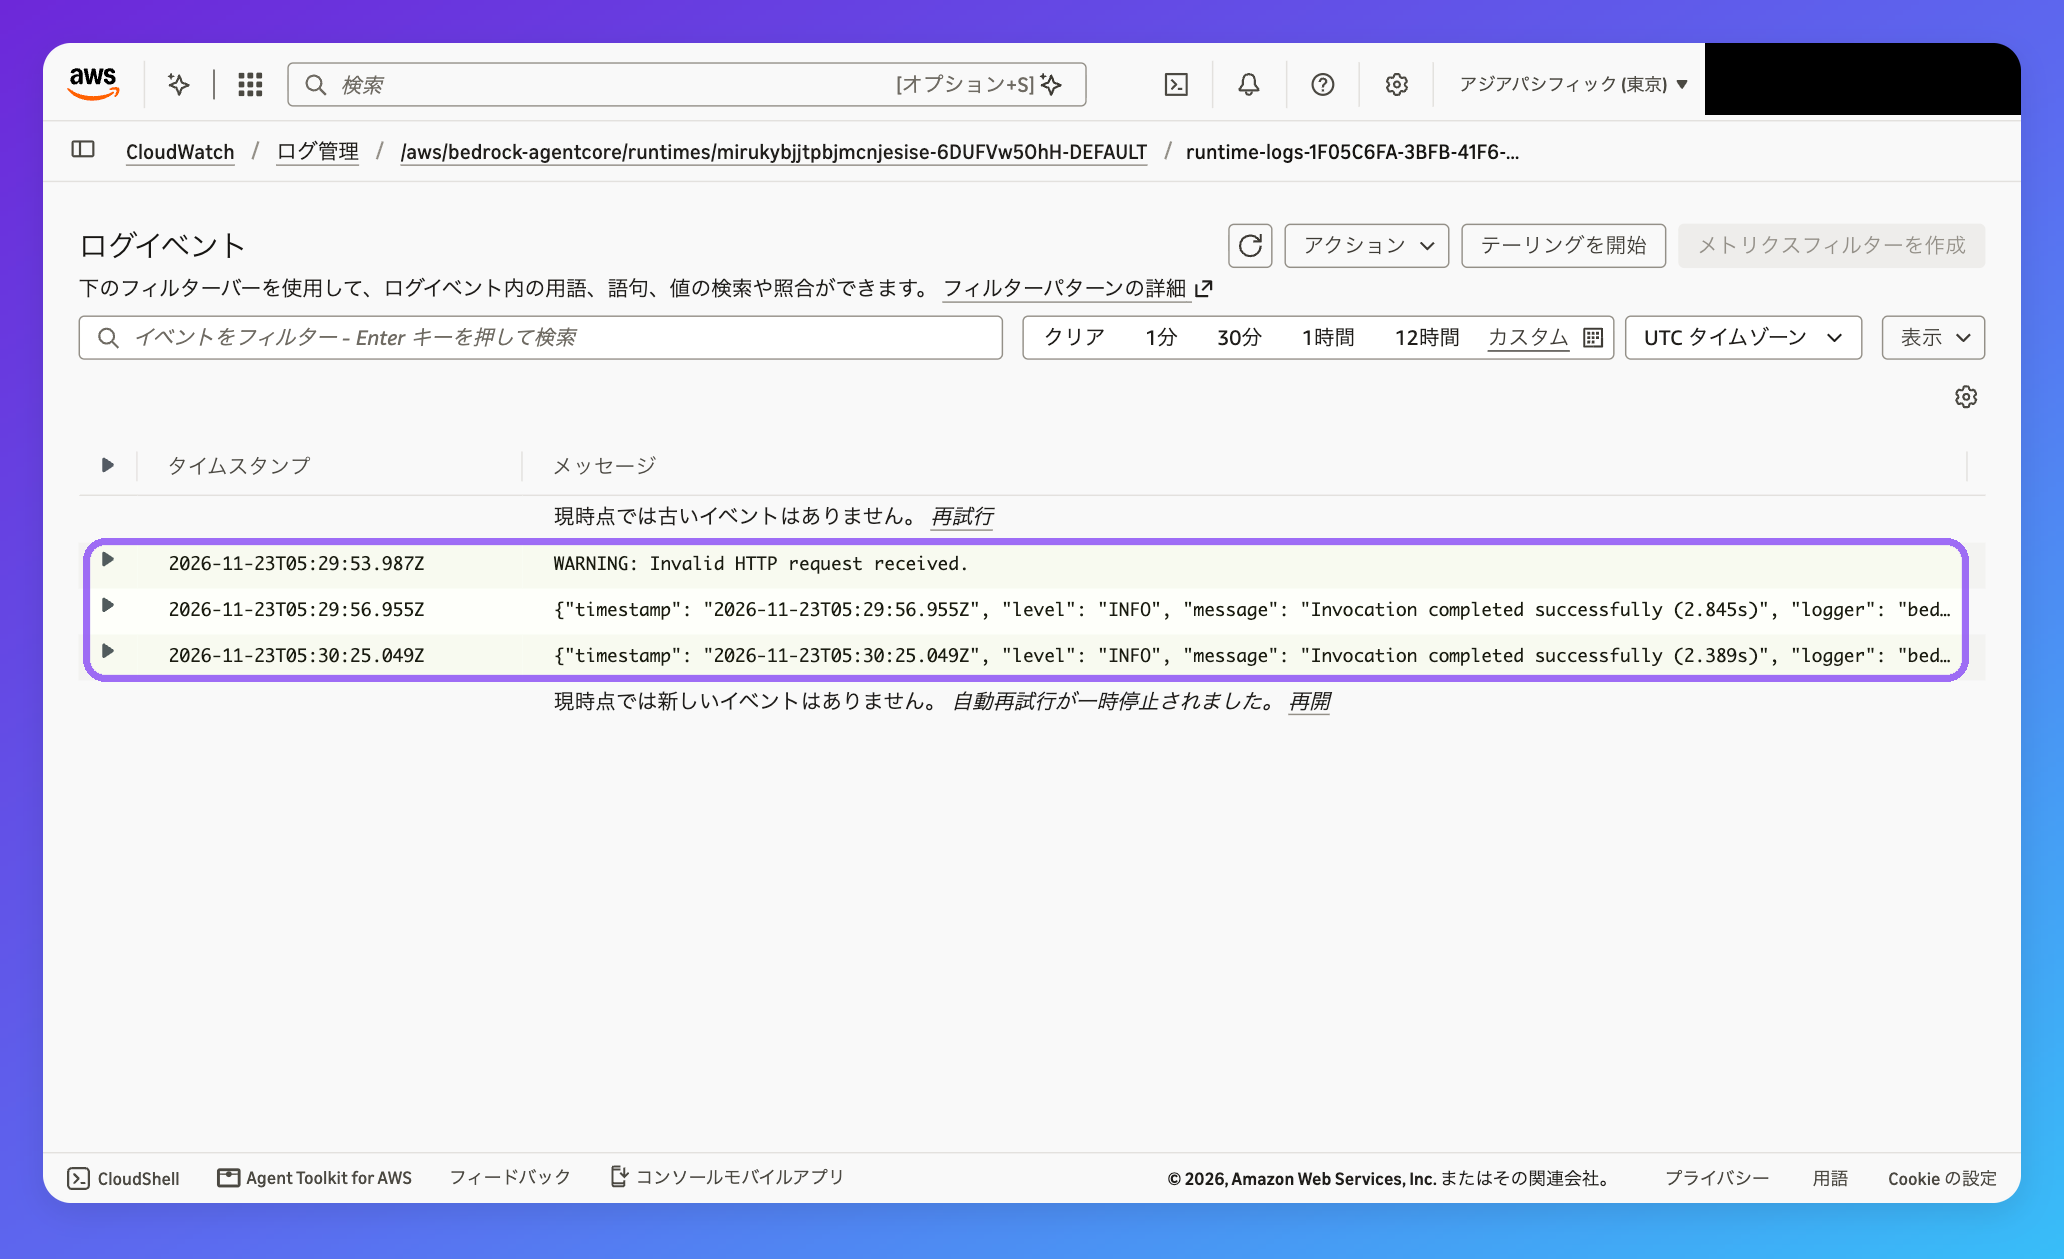 aws
検索 [オプション+S] アジアパシフィック (東京)
CloudWatch / ログ管理 / /aws/bedrock-agentcore/runtimes/mirukybjjtpbjmcnjesise-6DUFVw5OhH-DEFAULT / runtime-logs-1F05C6FA-3BFB-41F6-...
ログイベント
アクション テーリングを開始 メトリクスフィルターを作成
下のフィルターバーを使用して、ログイベント内の用語、語句、値の検索や照合ができます。 フィルターパターンの詳細
イベントをフィルター - Enter キーを押して検索 クリア 1分 30分 1時間 12時間 カスタム UTC タイムゾーン 表示
タイムスタンプ メッセージ
現時点では古いイベントはありません。 再試行
2026-11-23T05:29:53.987Z WARNING: Invalid HTTP request received.
2026-11-23T05:29:56.955Z {"timestamp": "2026-11-23T05:29:56.955Z", "level": "INFO", "message": "Invocation completed successfully (2.845s)", "logger": "bed…
2026-11-23T05:30:25.049Z {"timestamp": "2026-11-23T05:30:25.049Z", "level": "INFO", "message": "Invocation completed successfully (2.389s)", "logger": "bed…
現時点では新しいイベントはありません。 自動再試行が一時停止されました。 再開
CloudShell Agent Toolkit for AWS フィードバック コンソールモバイルアプリ © 2026, Amazon Web Services, Inc. またはその関連会社。 プライバシー 用語 Cookie の設定